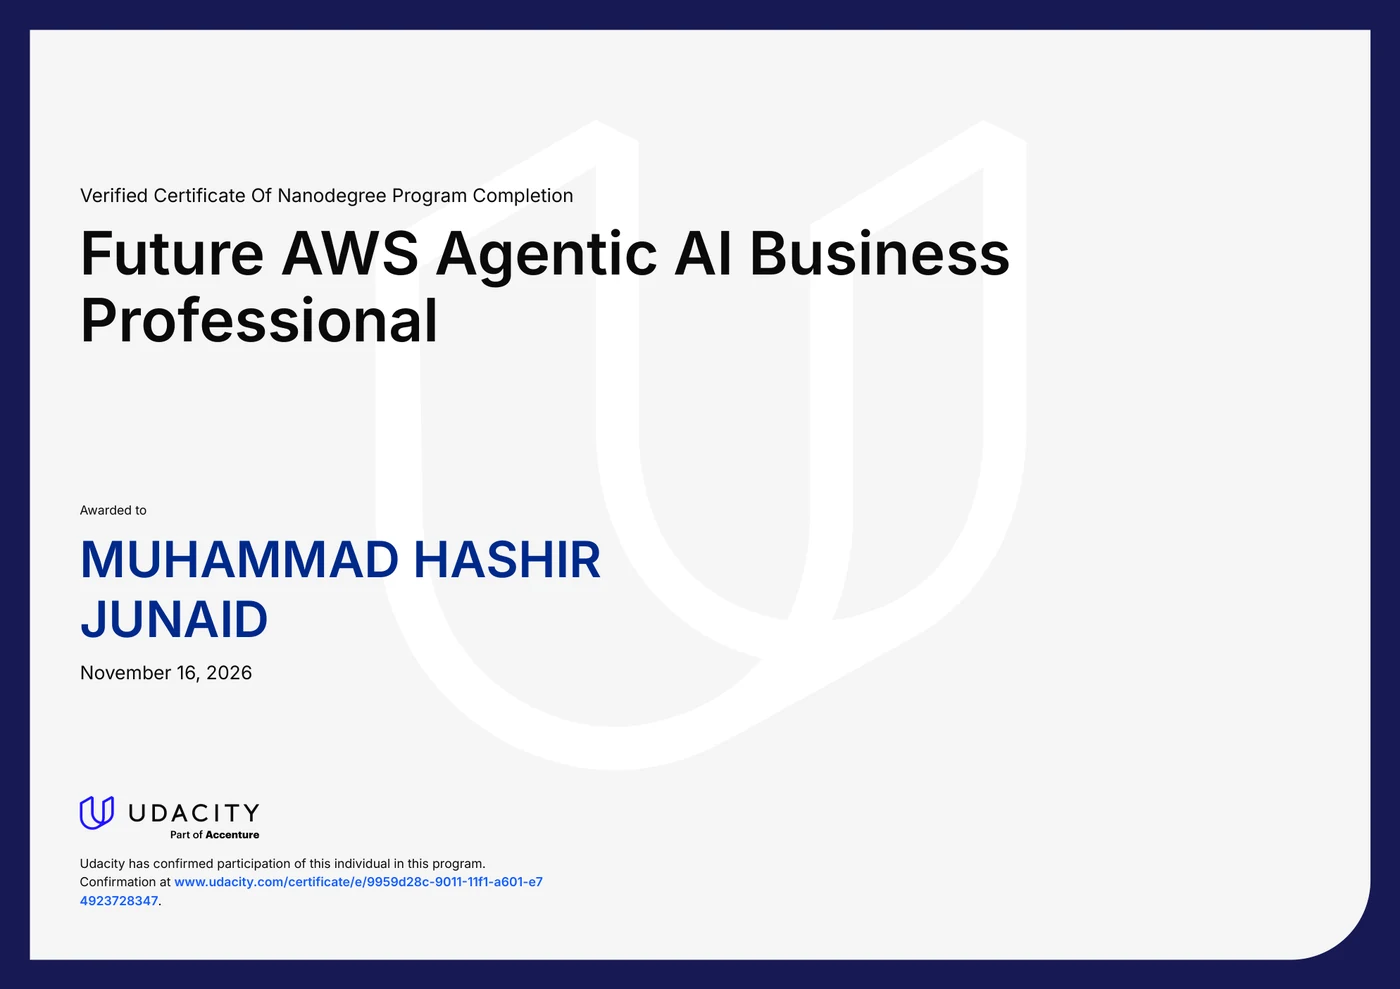 Verified Certificate Of Nanodegree Program Completion
Future AWS Agentic AI Business
Professional
Awarded to
MUHAMMAD HASHIR
JUNAID
November 16, 2026
UDACITY
Part of Accenture
Udacity has confirmed participation of this individual in this program.
Confirmation at www.udacity.com/certificate/e/9959d28c-9011-11f1-a601-e7
4923728347.